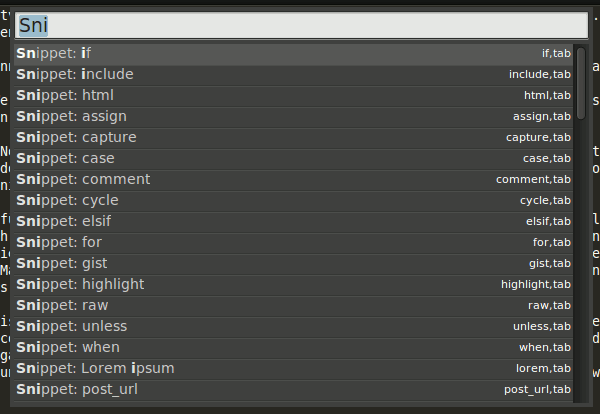 Sni
Snippet: if if,tab
Snippet: include include,tab
Snippet: html html,tab
Snippet: assign assign,tab
Snippet: capture capture,tab
Snippet: case case,tab
Snippet: comment comment,tab
Snippet: cycle cycle,tab
Snippet: elsif elsif,tab
Snippet: for for,tab
Snippet: gist gist,tab
Snippet: highlight highlight,tab
Snippet: raw raw,tab
Snippet: unless unless,tab
Snippet: when when,tab
Snippet: Lorem ipsum lorem,tab
Snippet: post_url post_url,tab